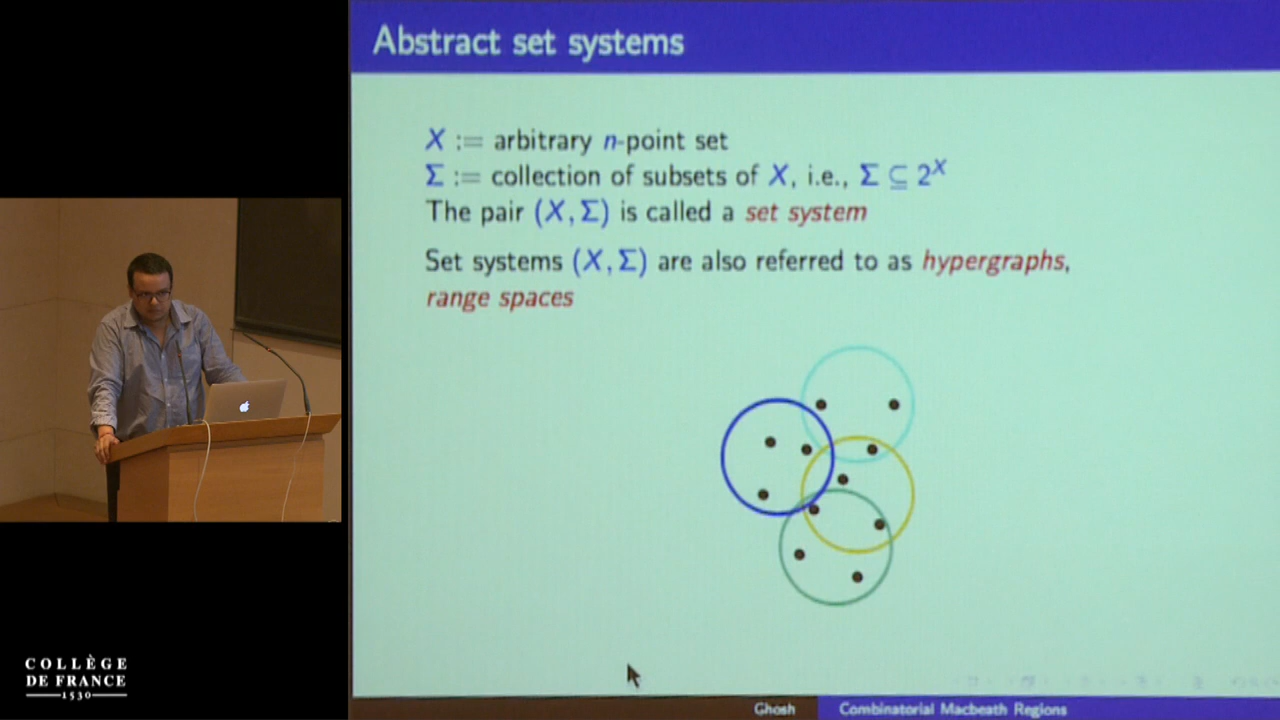 Abstract set systems
X := arbitrary n-point set
Σ := collection of subsets of X, i.e., Σ ⊆ 2^X
The pair (X, Σ) is called a set system
Set systems (X, Σ) are also referred to as hypergraphs,
range spaces
COLLÈGE
DE FRANCE
1530
Ghosh
Combinatorial Macbeath Regions